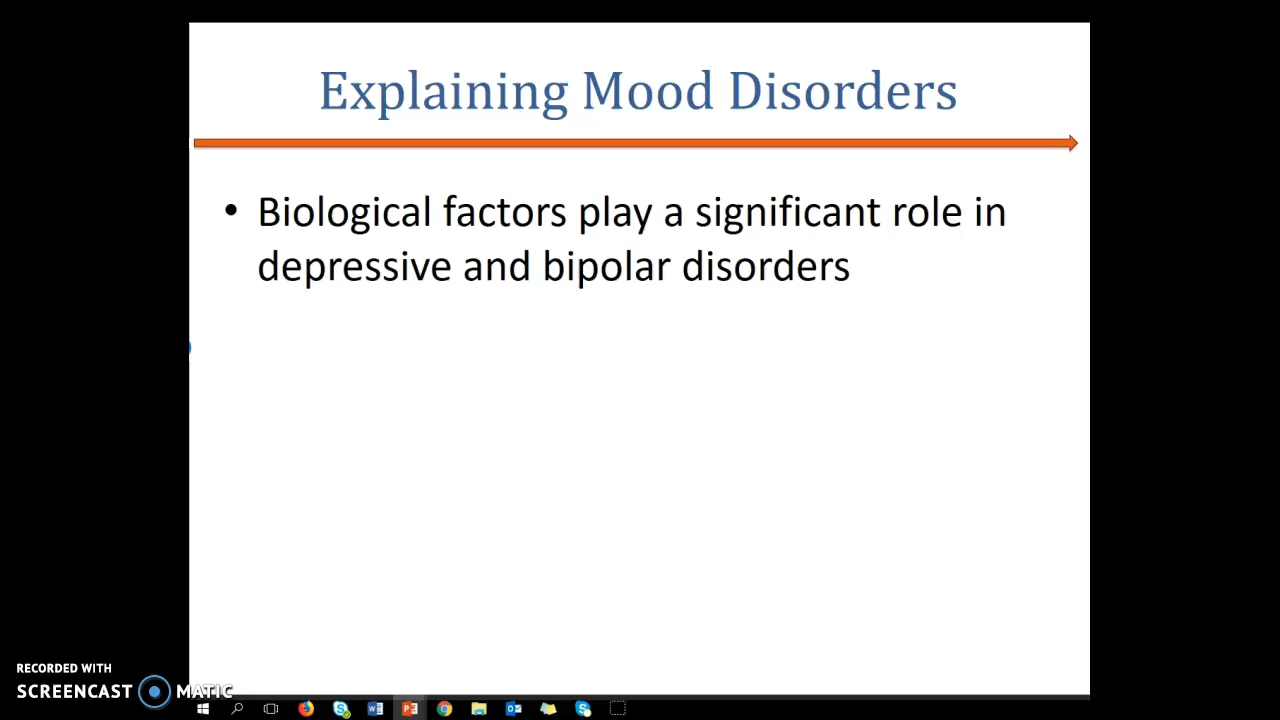 Explaining Mood Disorders
• Biological factors play a significant role in
depressive and bipolar disorders
RECORDED WITH
SCREENCAST MATIC